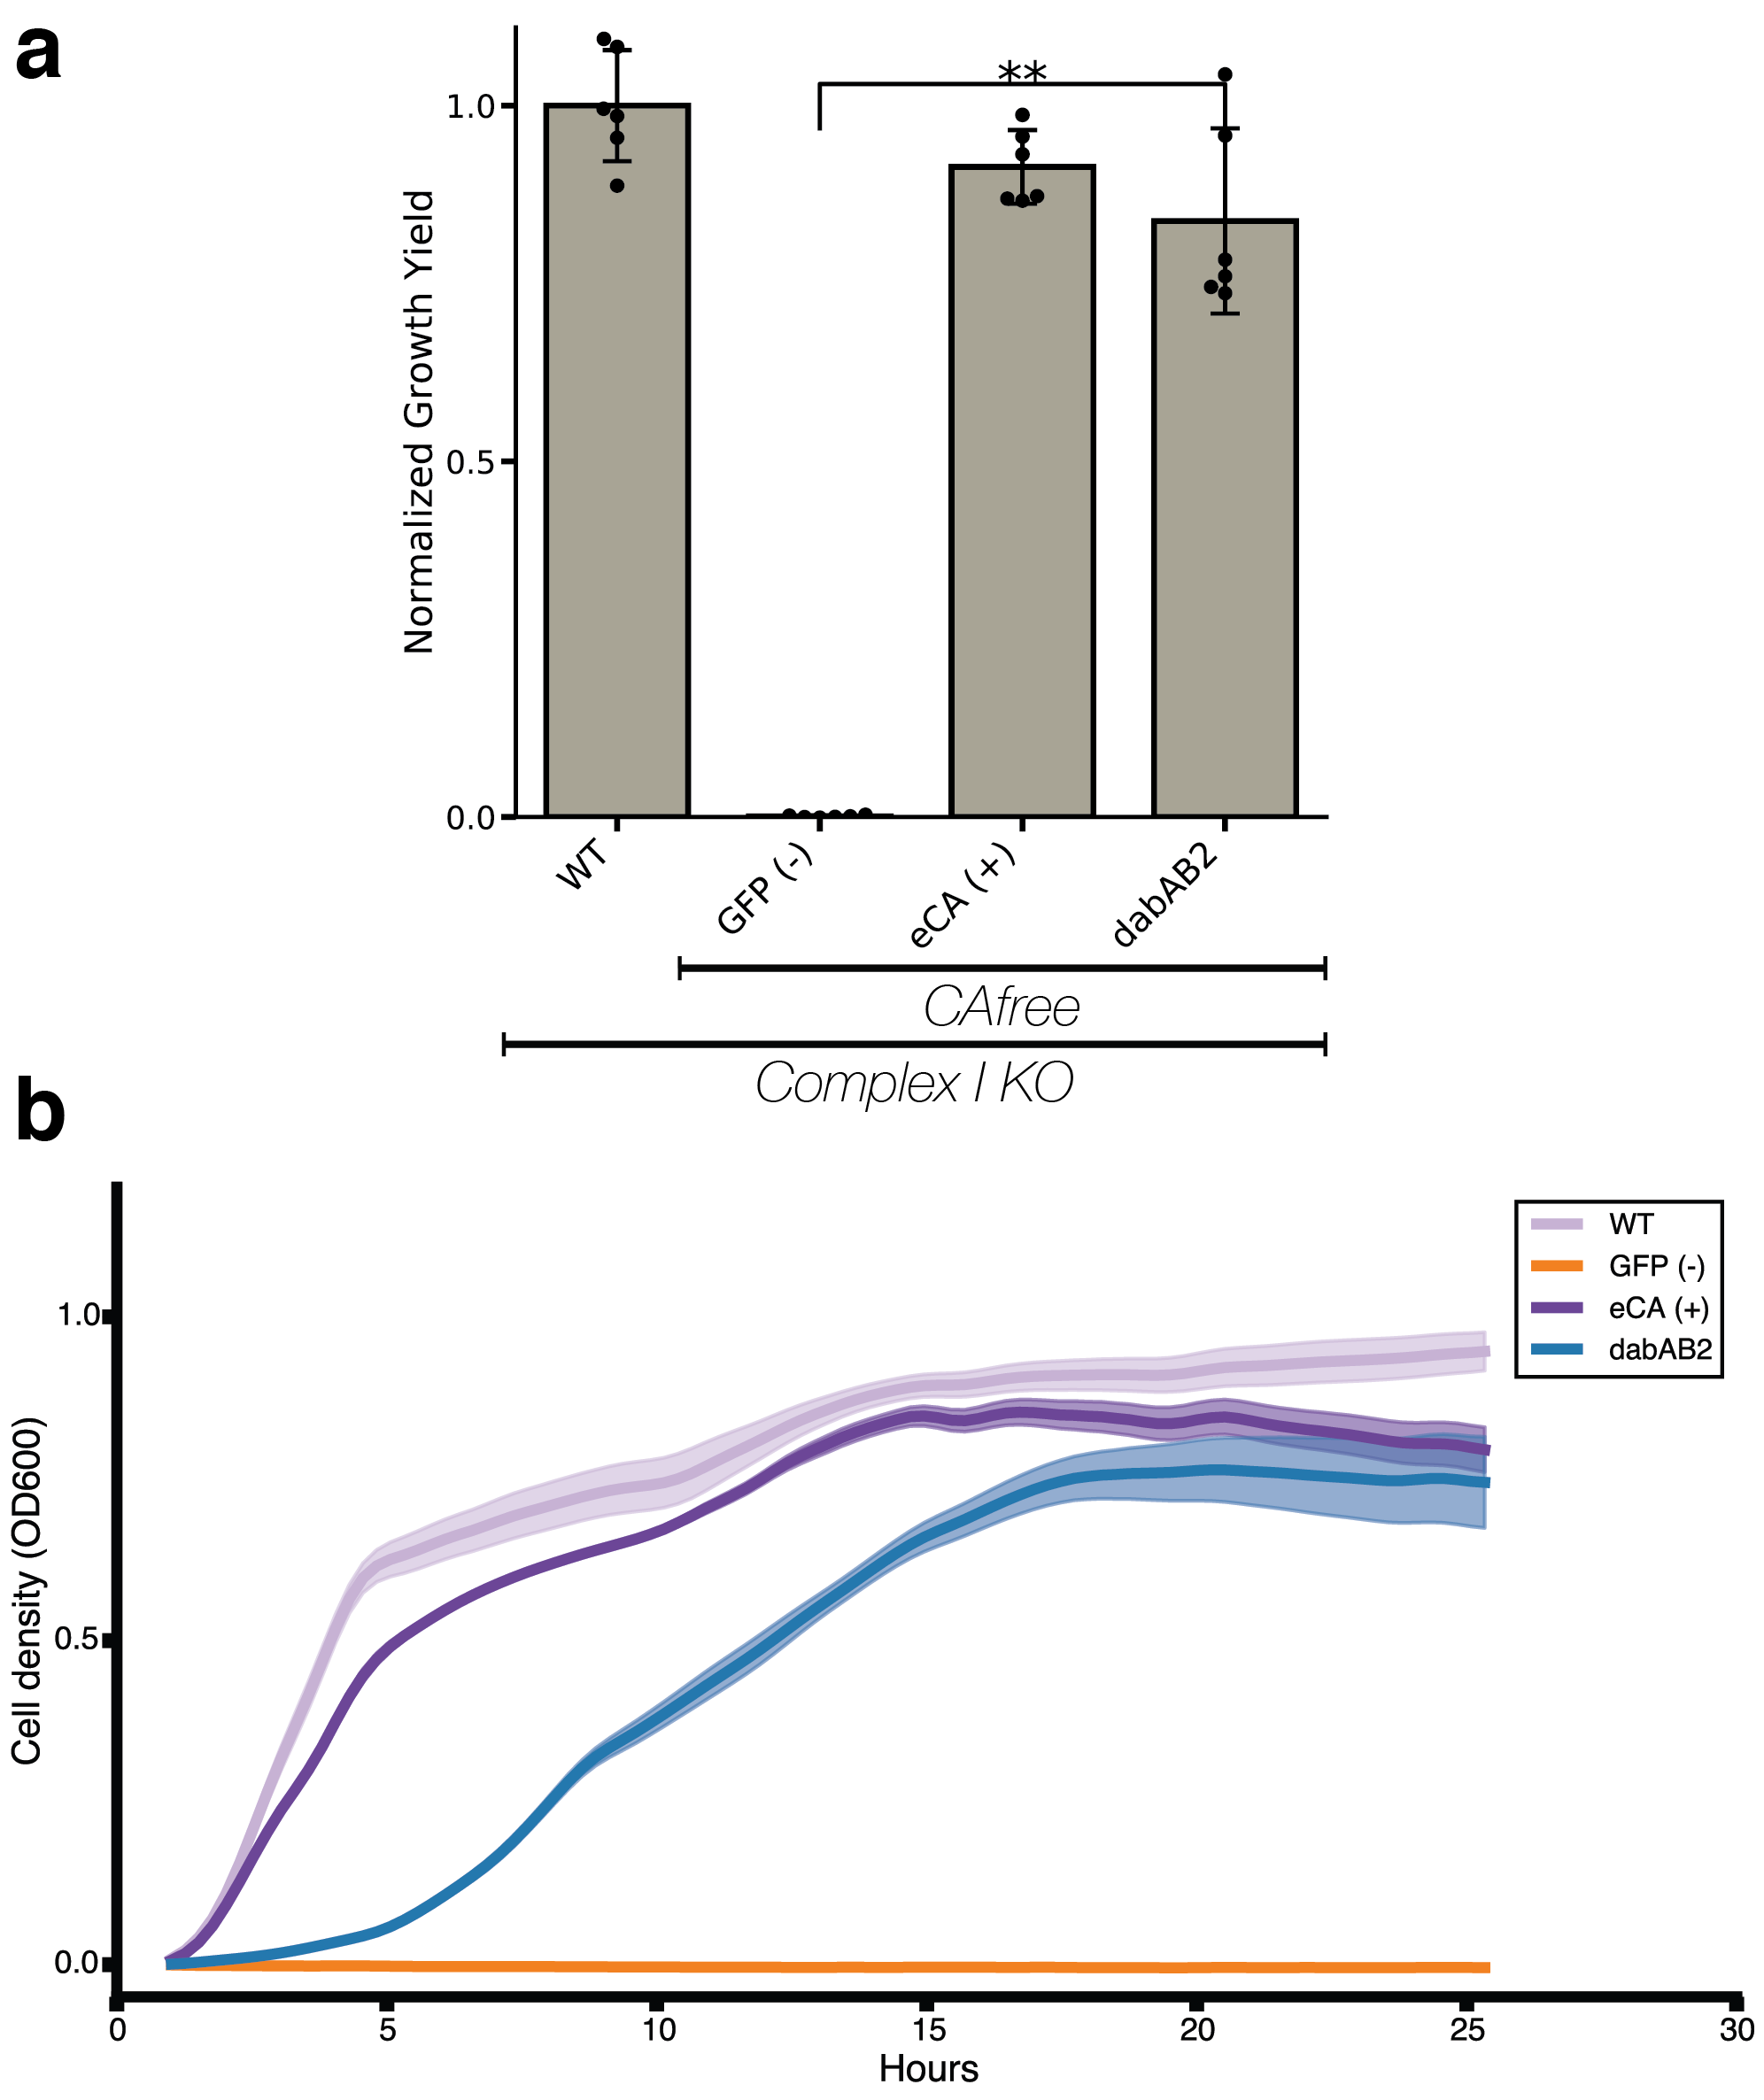 a
**
1.0
0.5
0.0
Normalized Growth Yield
WT
GFP (-)
eCA (+)
dabAB2
CAfree
Complex I KO
b
WT
GFP (-)
eCA (+)
dabAB2
1.0
0.5
0.0
Cell density (OD600)
0 5 10 15 20 25 30
Hours